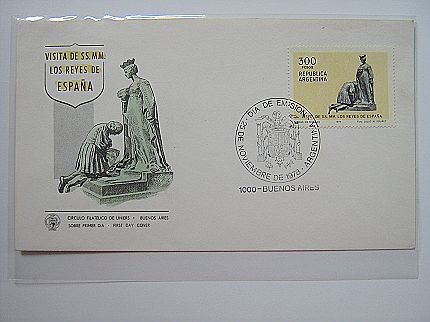 VISITA DE SS. MM.
LOS REYES DE
ESPAÑA
300
PESOS
REPUBLICA
ARGENTINA
VISITA DE SS. MM. LOS REYES DE ESPAÑA
DIA DE EMISION
25 DE NOVIEMBRE DE 1978 - ARGENTINA
1000 - BUENOS AIRES
CIRCULO FILATELICO DE LINIERS - BUENOS AIRES
SOBRE PRIMER DIA - FIRST DAY COVER